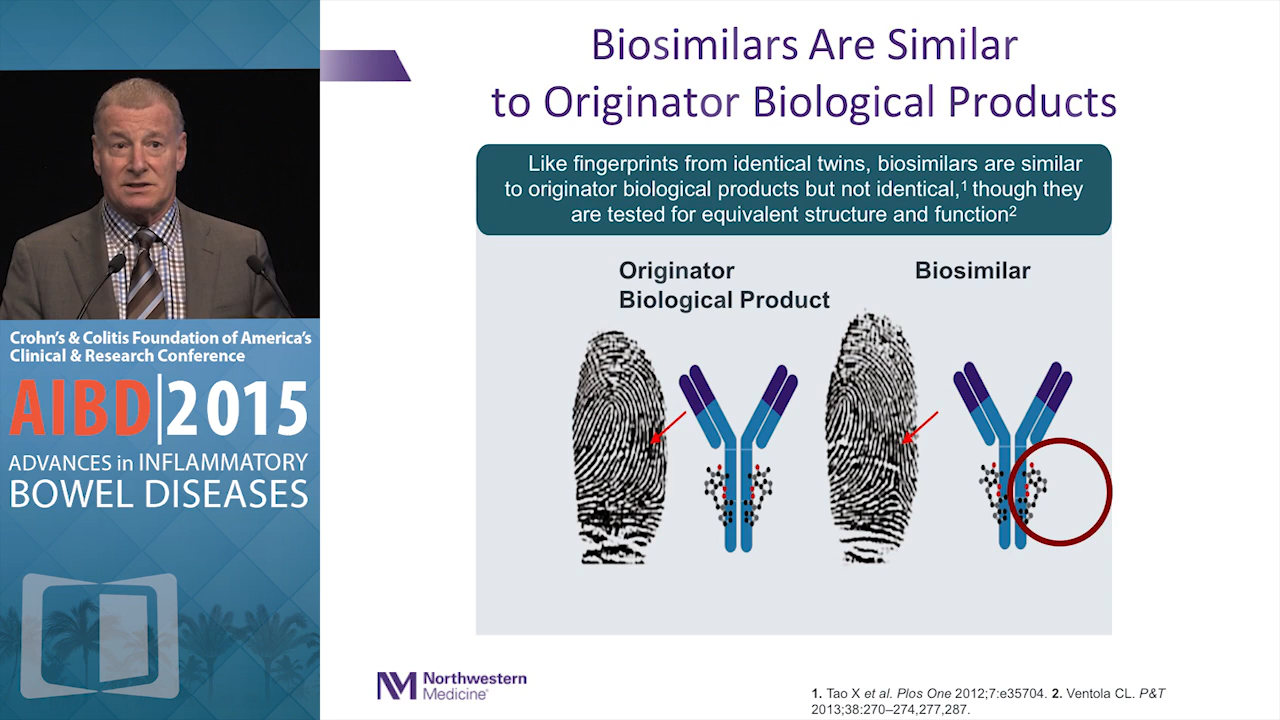 Biosimilars Are Similar
to Originator Biological Products
Like fingerprints from identical twins, biosimilars are similar
to originator biological products but not identical,¹ though they
are tested for equivalent structure and function²
Originator
Biological Product
Biosimilar
Crohn's & Colitis Foundation of America's
Clinical & Research Conference
AIBD|2015
ADVANCES in INFLAMMATORY
BOWEL DISEASES
NM Northwestern
Medicine®
1. Tao X et al. Plos One 2012;7:e35704. 2. Ventola CL. P&T
2013;38:270–274,277,287.